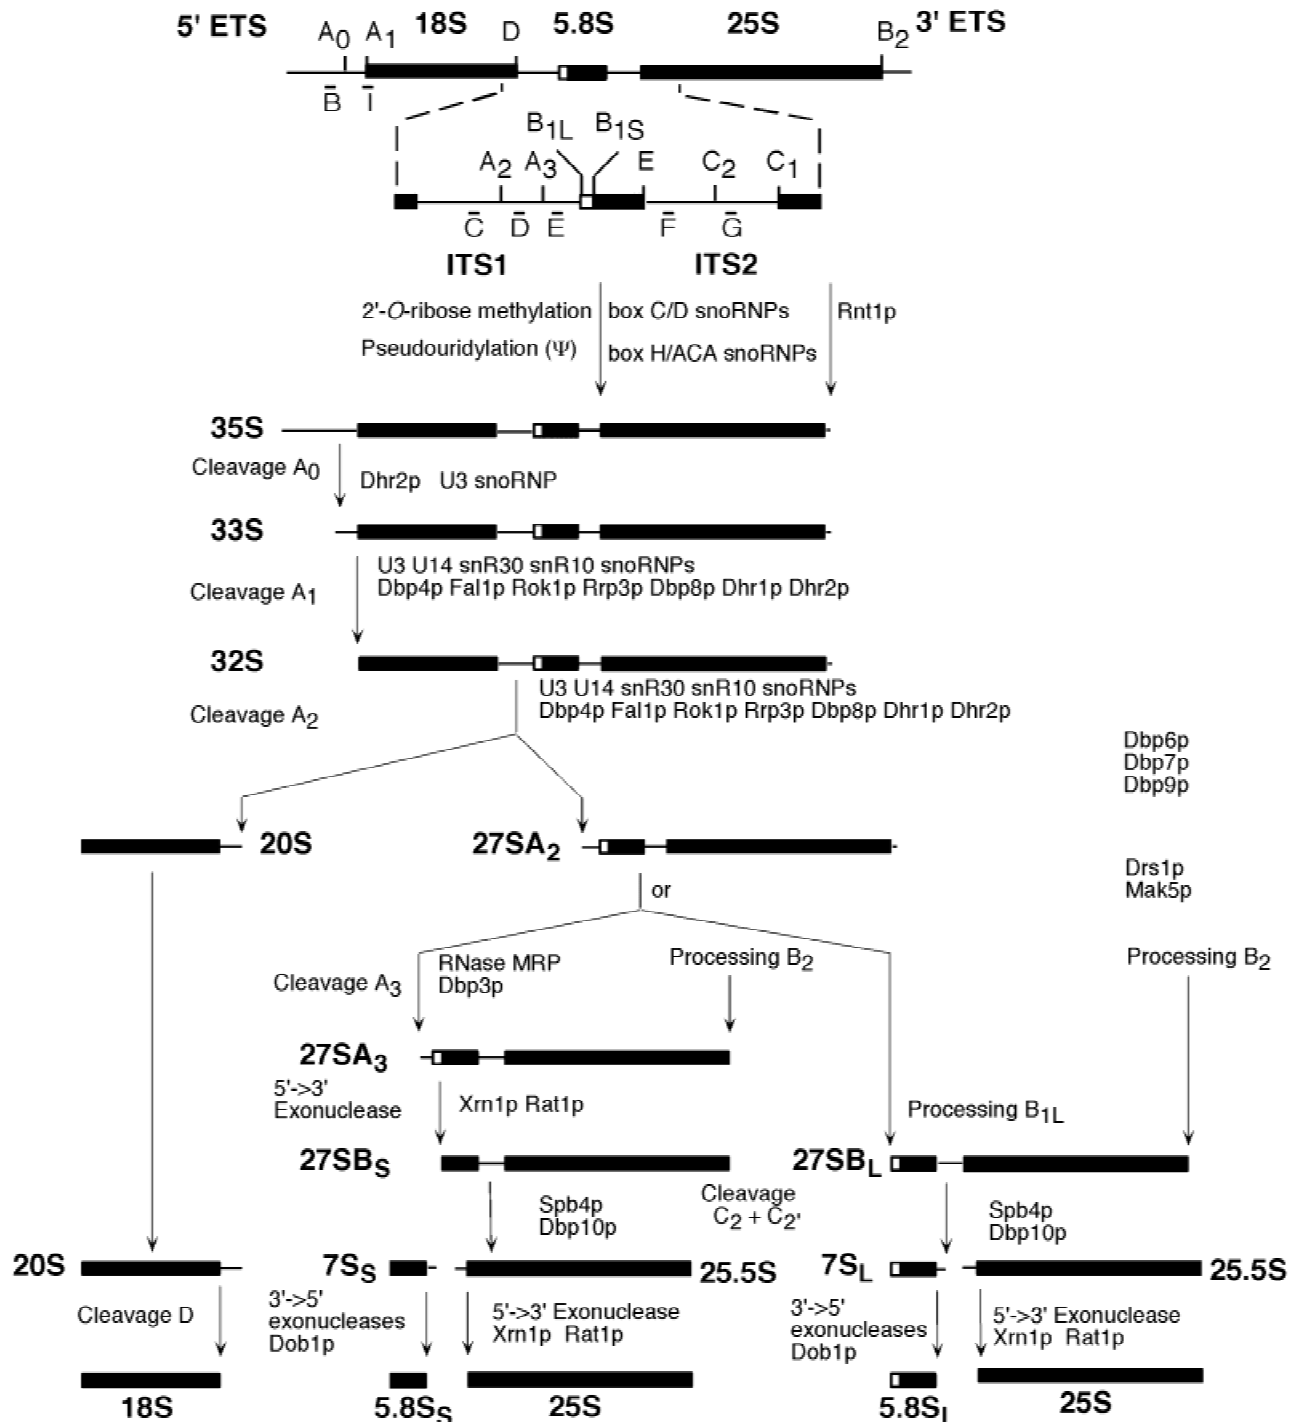 5' ETS A0 A1 18S D 5.8S 25S B2 3' ETS
B I
B1L B1S
A2 A3 E C2 C1
C D E F G
ITS1 ITS2
2'-O-ribose methylation box C/D snoRNPs Rnt1p
Pseudouridylation (Ψ) box H/ACA snoRNPs
35S
Cleavage A0 Dhr2p U3 snoRNP
33S
U3 U14 snR30 snR10 snoRNPs
Cleavage A1 Dbp4p Fal1p Rok1p Rrp3p Dbp8p Dhr1p Dhr2p
32S
U3 U14 snR30 snR10 snoRNPs
Cleavage A2 Dbp4p Fal1p Rok1p Rrp3p Dbp8p Dhr1p Dhr2p
Dbp6p
Dbp7p
Dbp9p
20S 27SA2
Drs1p
or Mak5p
RNase MRP Processing B2 Processing B2
Cleavage A3 Dbp3p
27SA3
5'->3'
Exonuclease Xrn1p Rat1p Processing B1L
27SBS 27SBL
Spb4p Cleavage Spb4p
Dbp10p C2 + C2' Dbp10p
20S 7SS 25.5S 7SL 25.5S
Cleavage D 3'->5' 5'->3' Exonuclease 3'->5' 5'->3' Exonuclease
exonucleases Xrn1p Rat1p exonucleases Xrn1p Rat1p
Dob1p Dob1p
18S 5.8SS 25S 5.8SL 25S